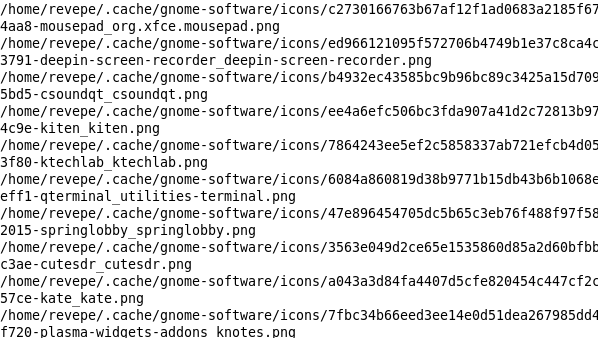 /home/revepe/.cache/gnome-software/icons/c2730166763b67af12f1ad0683a2185f67
4aa8-mousepad_org.xfce.mousepad.png
/home/revepe/.cache/gnome-software/icons/ed966121095f572706b4749b1e37c8ca4c
3791-deepin-screen-recorder_deepin-screen-recorder.png
/home/revepe/.cache/gnome-software/icons/b4932ec43585bc9b96bc89c3425a15d709
5bd5-csoundqt_csoundqt.png
/home/revepe/.cache/gnome-software/icons/ee4a6efc506bc3fda907a41d2c72813b97
4c9e-kiten_kiten.png
/home/revepe/.cache/gnome-software/icons/7864243ee5ef2c5858337ab721efcb4d05
3f80-ktechlab_ktechlab.png
/home/revepe/.cache/gnome-software/icons/6084a860819d38b9771b15db43b6b1068e
eff1-qterminal_utilities-terminal.png
/home/revepe/.cache/gnome-software/icons/47e896454705dc5b65c3eb76f488f97f58
2015-springlobby_springlobby.png
/home/revepe/.cache/gnome-software/icons/3563e049d2ce65e1535860d85a2d60bfbb
c3ae-cutesdr_cutesdr.png
/home/revepe/.cache/gnome-software/icons/a043a3d84fa4407d5cfe820454c447cf2c
57ce-kate_kate.png
/home/revepe/.cache/gnome-software/icons/7fbc34b66eed3ee14e0d51dea267985dd4
f720-plasma-widgets-addons_knotes.png